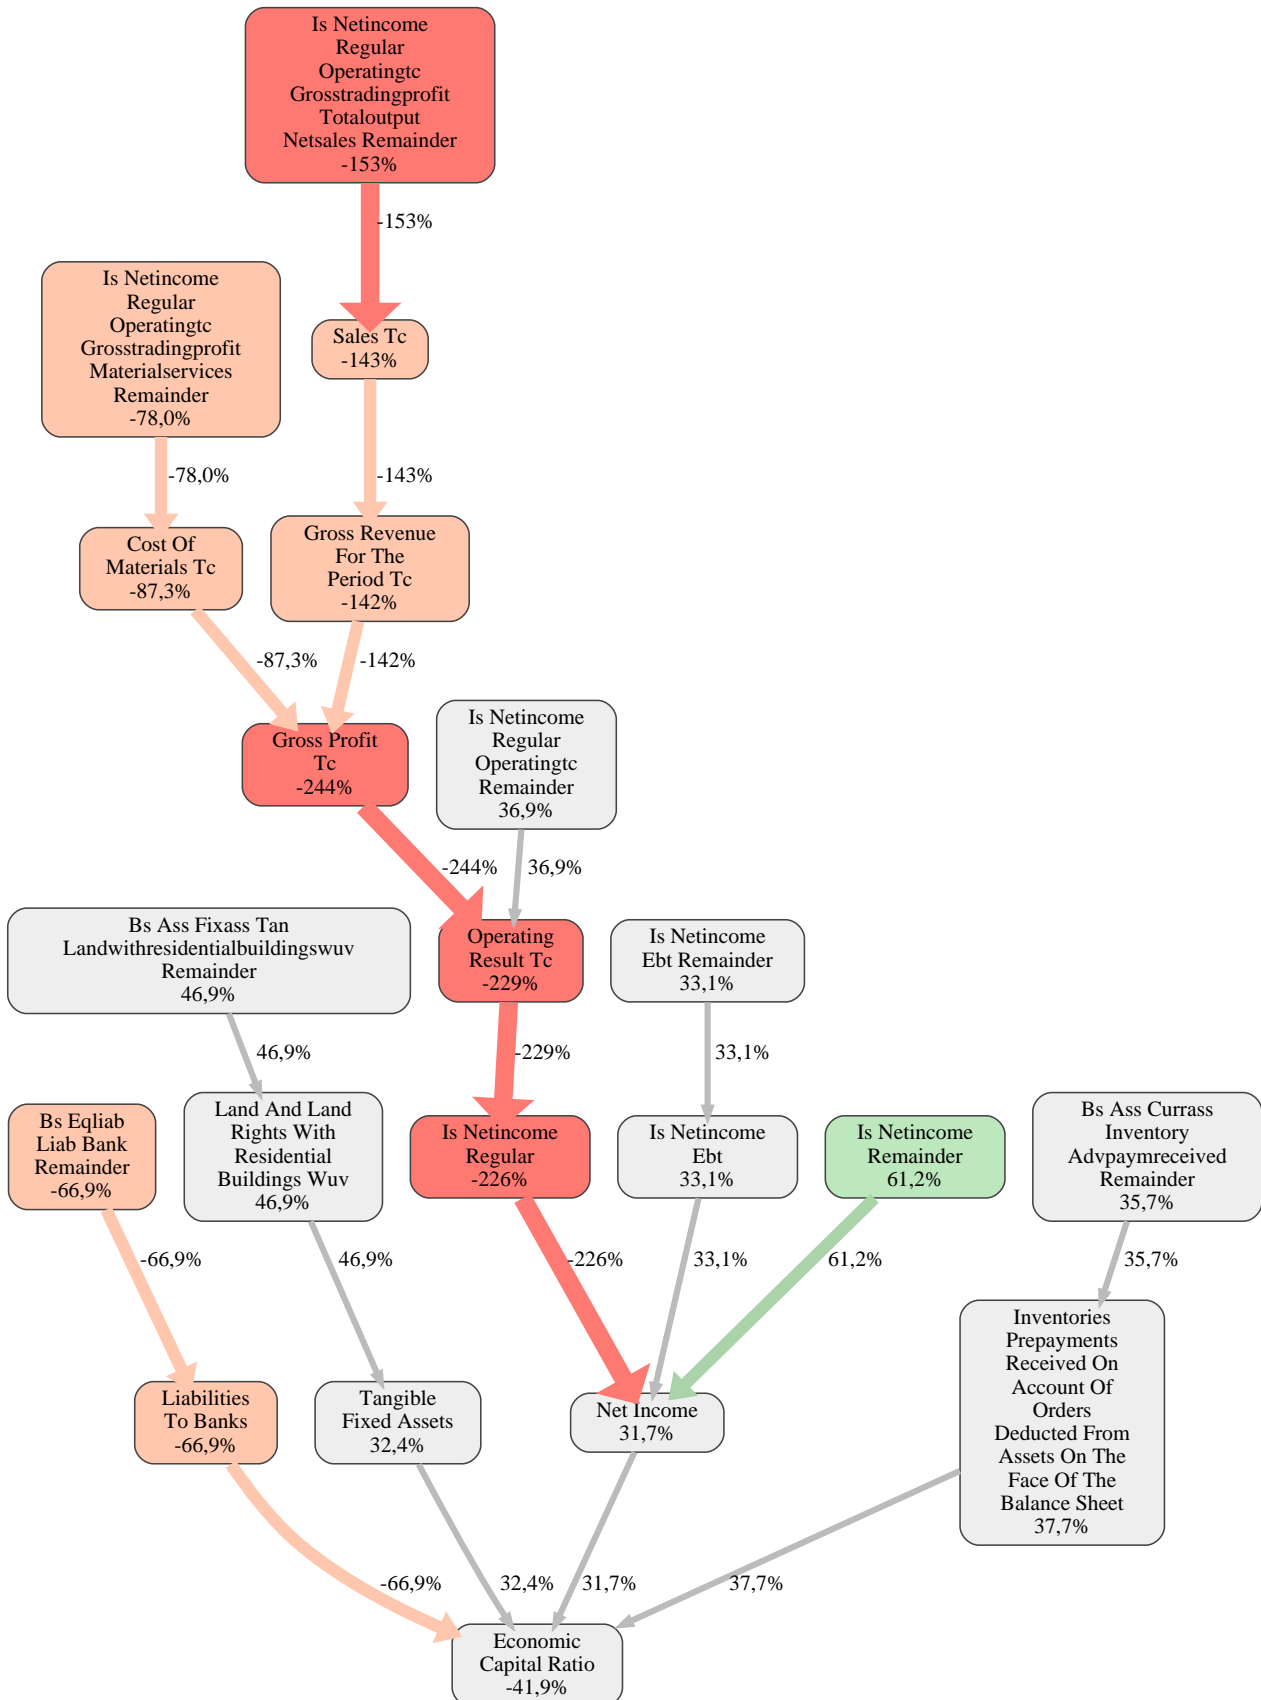 Is Netincome
Regular
Operatingtc
Grosstradingprofit
Totaloutput
Netsales Remainder
-153%
-153%
Is Netincome
Regular
Operatingtc
Grosstradingprofit
Materialservices
Remainder
-78,0%
Sales Tc
-143%
-78,0%
-143%
Cost Of
Materials Tc
-87,3%
Gross Revenue
For The
Period Tc
-142%
-87,3%
-142%
Gross Profit
Tc
-244%
Is Netincome
Regular
Operatingtc
Remainder
36,9%
-244%
36,9%
Bs Ass Fixass Tan
Landwithresidentialbuildingswuv
Remainder
46,9%
Operating
Result Tc
-229%
Is Netincome
Ebt Remainder
33,1%
46,9%
-229%
33,1%
Bs Eqliab
Liab Bank
Remainder
-66,9%
Land And Land
Rights With
Residential
Buildings Wuv
46,9%
Is Netincome
Regular
-226%
Is Netincome
Ebt
33,1%
Is Netincome
Remainder
61,2%
Bs Ass Currass
Inventory
Advpaymreceived
Remainder
35,7%
-66,9%
46,9%
-226%
33,1%
61,2%
35,7%
Liabilities
To Banks
-66,9%
Tangible
Fixed Assets
32,4%
Net Income
31,7%
Inventories
Prepayments
Received On
Account Of
Orders
Deducted From
Assets On The
Face Of The
Balance Sheet
37,7%
-66,9%
32,4%
31,7%
37,7%
Economic
Capital Ratio
-41,9%